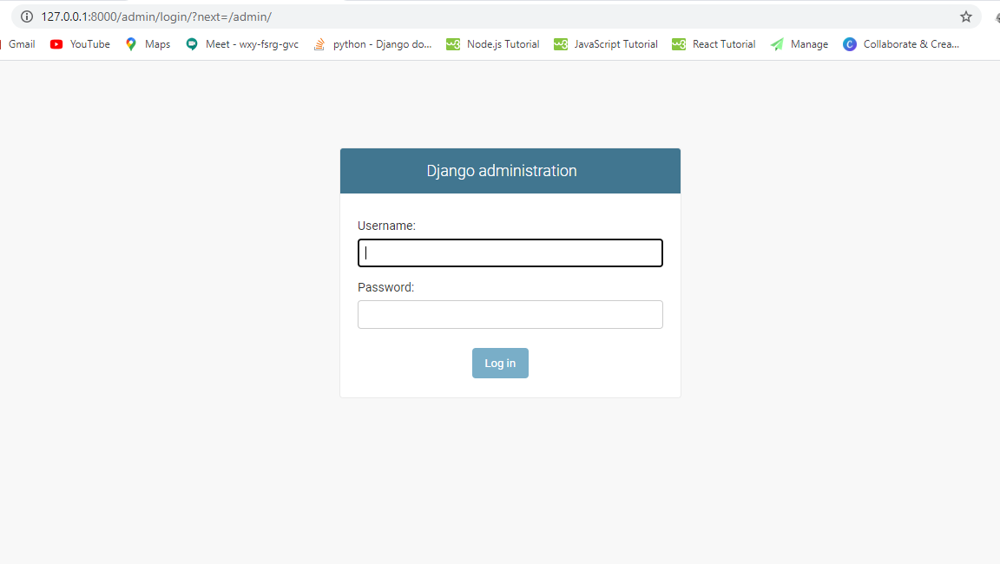 127.0.0.1:8000/admin/login/?next=/admin/
Gmail YouTube Maps Meet - wxy-fsrg-gvc python - Django do... Node.js Tutorial JavaScript Tutorial React Tutorial Manage Collaborate & Crea...
Django administration
Username:
Password:
Log in